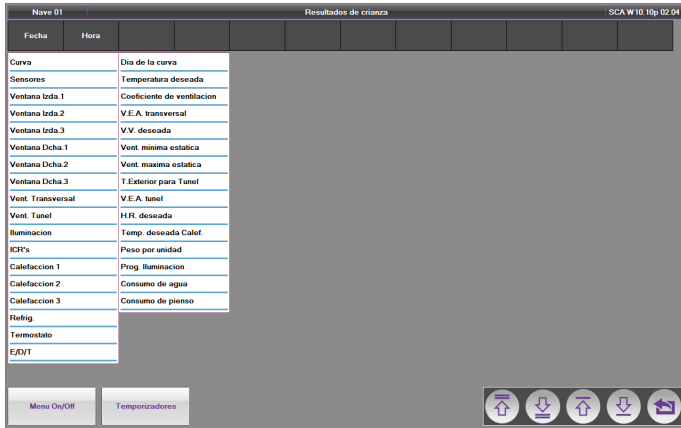 Nave 01 Resultados de crianza SCA W10.10p 02.04
Fecha Hora
Curva Dia de la curva
Sensores Temperatura deseada
Ventana Izda.1 Coeficiente de ventilacion
Ventana Izda.2 V.E.A. transversal
Ventana Izda.3 V.V. deseada
Ventana Dcha.1 Vent. minima estatica
Ventana Dcha.2 Vent. maxima estatica
Ventana Dcha.3 T.Exterior para Tunel
Vent. Transversal V.E.A. tunel
Vent. Tunel H.R. deseada
Iluminacion Temp. deseada Calef.
ICR's Peso por unidad
Calefaccion 1 Prog. Iluminacion
Calefaccion 2 Consumo de agua
Calefaccion 3 Consumo de pienso
Refrig.
Termostato
E/D/T
Menu On/Off Temporizadores